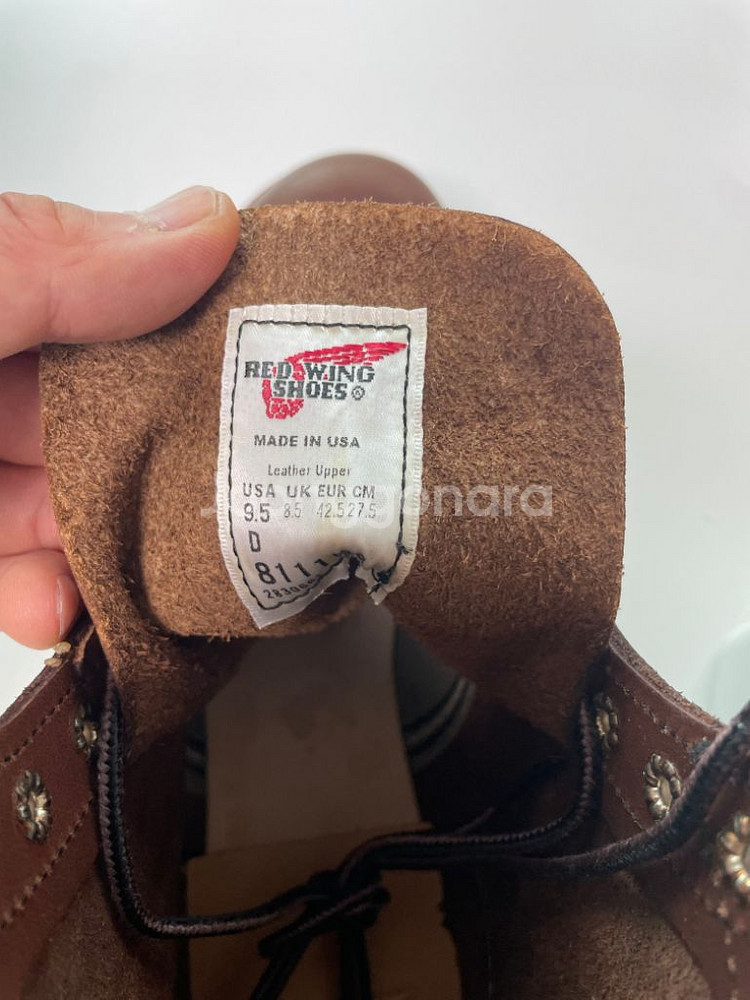 RED WING
SHOES®
MADE IN USA
Leather Upper
USA UK EUR CM
9.5 8.5 42.5 27.5
D
8111